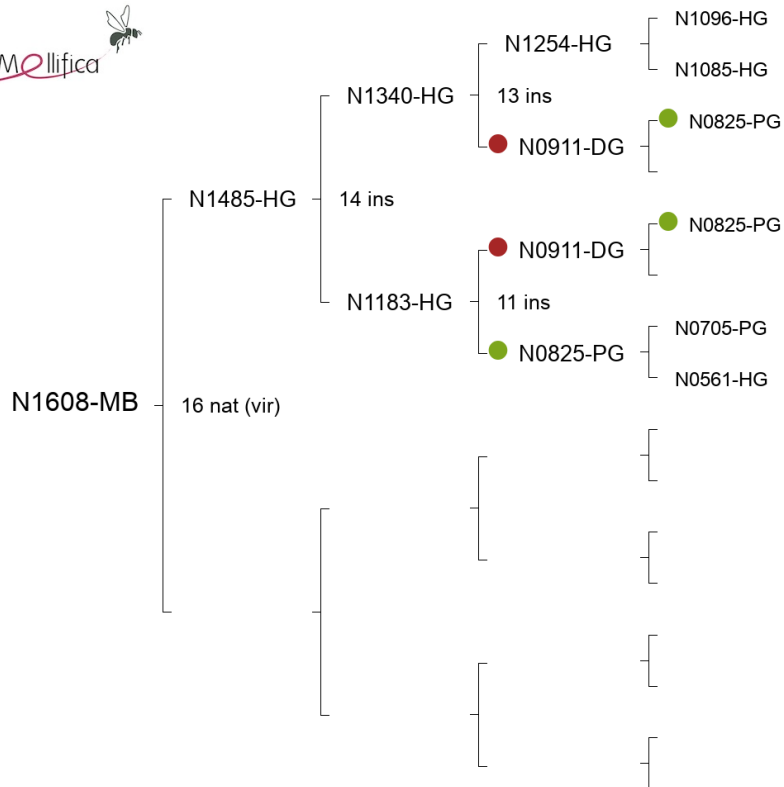 Mellifica
N1096-HG
N1254-HG
N1085-HG
N1340-HG
13 ins
N0825-PG
N0911-DG
N1485-HG
14 ins
N0825-PG
N0911-DG
N1183-HG
11 ins
N0705-PG
N0825-PG
N0561-HG
N1608-MB
16 nat (vir)